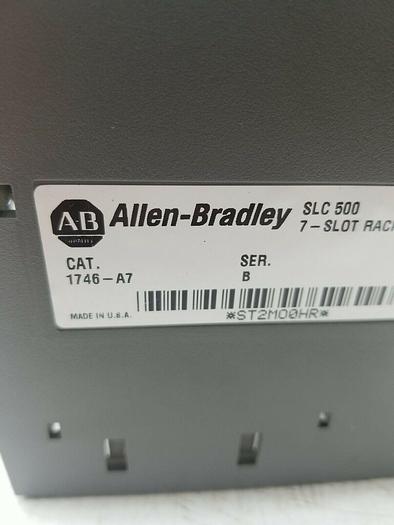 AB Allen-Bradley SLC 500
7-SLOT RACK
CAT. SER.
1746-A7 B
MADE IN U.S.A.
*ST2M00HR*